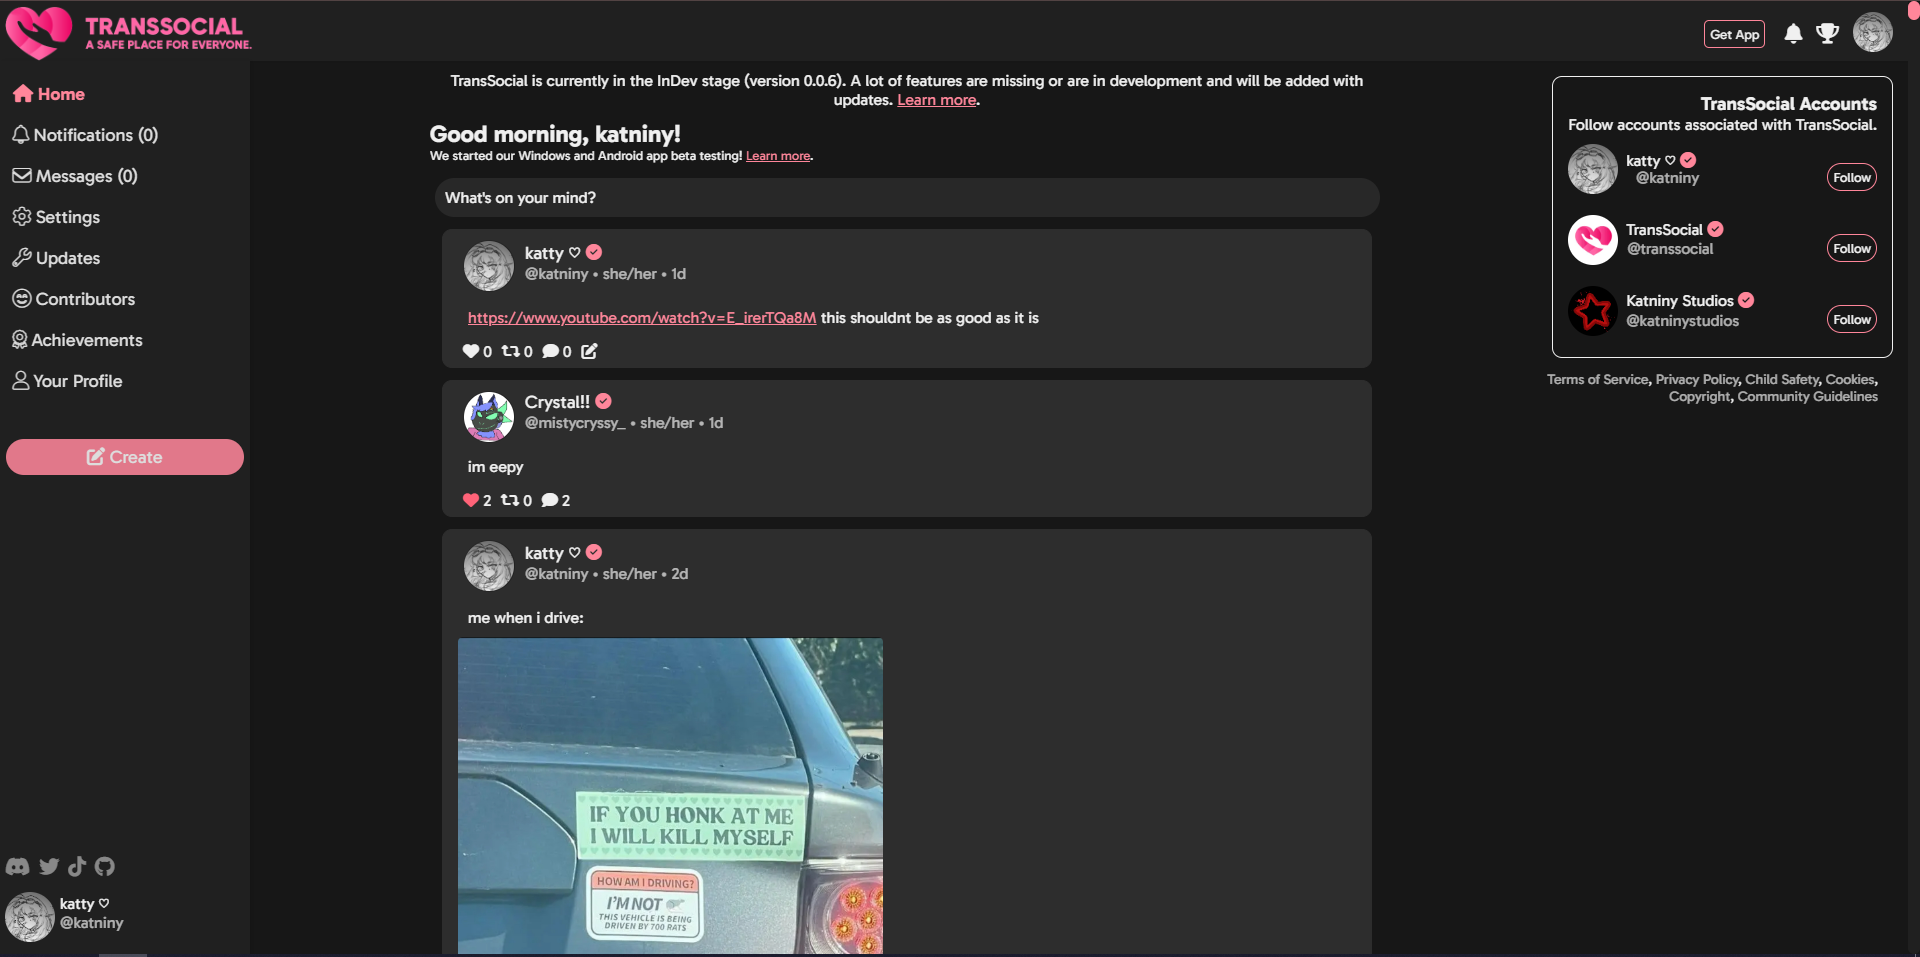 TRANSSOCIAL
A SAFE PLACE FOR EVERYONE.
Get App
Home
Notifications (0)
Messages (0)
Settings
Updates
Contributors
Achievements
Your Profile
Create
katty ♡
@katniny
TransSocial is currently in the InDev stage (version 0.0.6). A lot of features are missing or are in development and will be added with
updates. Learn more.
Good morning, katniny!
We started our Windows and Android app beta testing! Learn more.
What's on your mind?
katty ♡
@katniny • she/her • 1d
https://www.youtube.com/watch?v=E_irerTQa8M this shouldnt be as good as it is
0 0 0
Crystal!!
@mistycryssy_ • she/her • 1d
im eepy
2 0 2
katty ♡
@katniny • she/her • 2d
me when i drive:
IF YOU HONK AT ME
I WILL KILL MYSELF
HOW AM I DRIVING?
I'M NOT
THIS VEHICLE IS BEING
DRIVEN BY 700 RATS
TransSocial Accounts
Follow accounts associated with TransSocial.
katty ♡
@katniny
Follow
TransSocial
@transsocial
Follow
Katniny Studios
@katninystudios
Follow
Terms of Service, Privacy Policy, Child Safety, Cookies,
Copyright, Community Guidelines